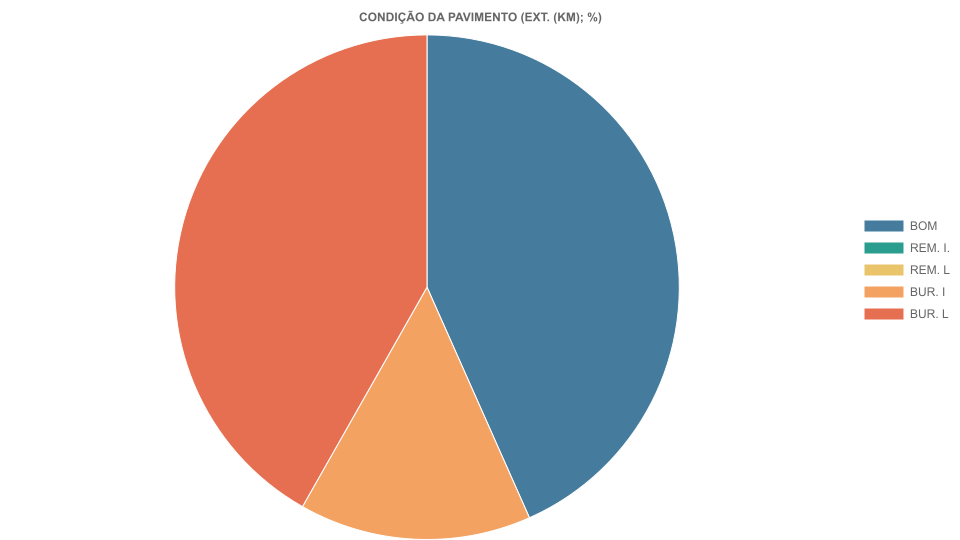 CONDIÇÃO DA PAVIMENTO (EXT. (KM); %)
BOM
REM. I.
REM. L
BUR. I
BUR. L